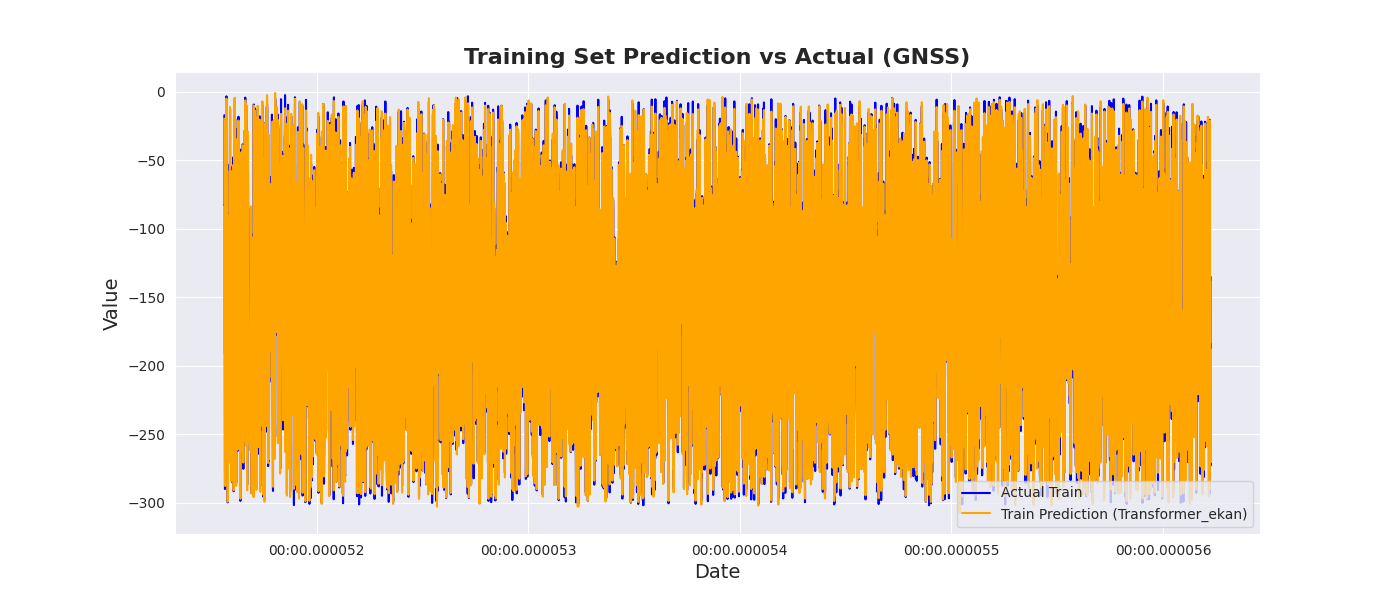 Training Set Prediction vs Actual (GNSS)
Value
0
−50
−100
−150
−200
−250
−300
Actual Train
Train Prediction (Transformer_ekan)
00:00.000052
00:00.000053
00:00.000054
00:00.000055
00:00.000056
Date